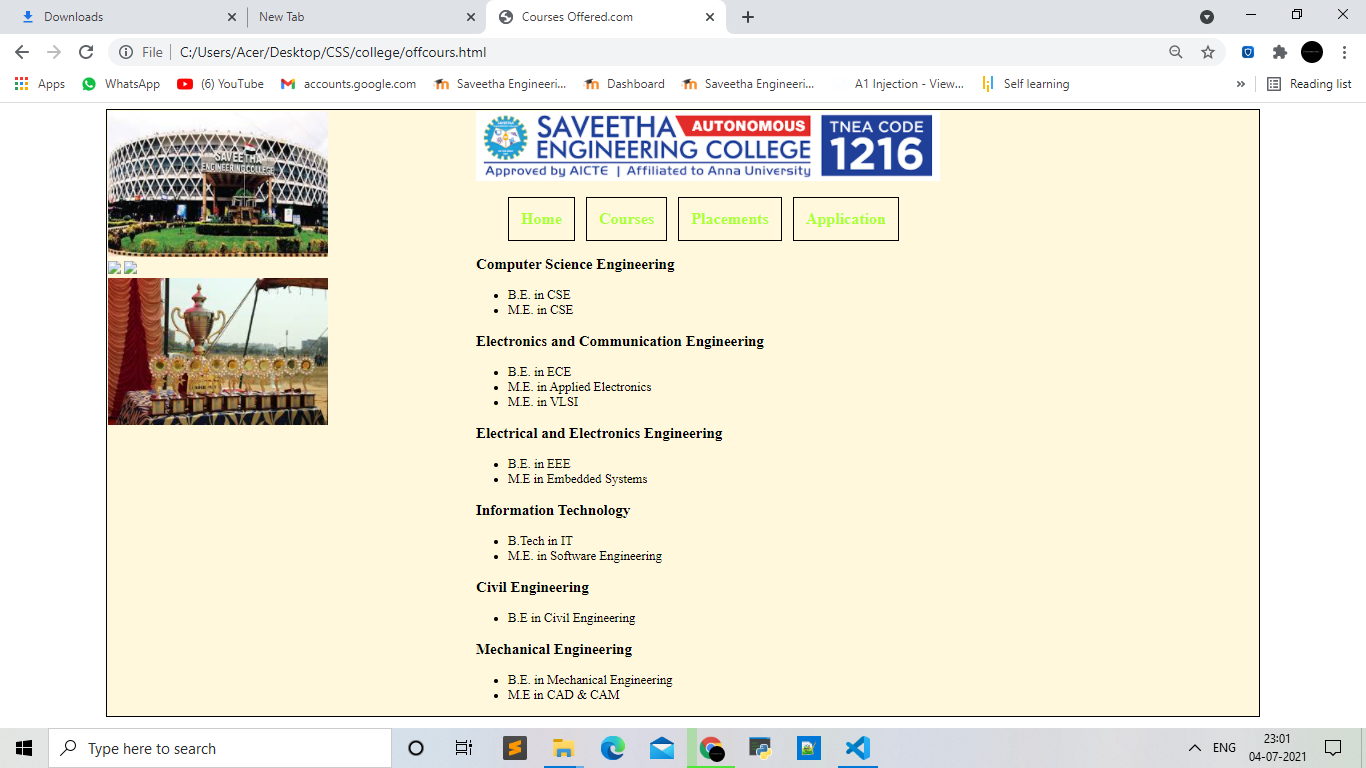 Downloads
New Tab
Courses Offered.com
File
C:/Users/Acer/Desktop/CSS/college/offcours.html
Apps
WhatsApp
(6) YouTube
accounts.google.com
Saveetha Engineeri...
Dashboard
Saveetha Engineeri...
A1 Injection - View...
Self learning
»
Reading list
SAVEETHA
ENGINEERING COLLEGE
SAVEETHA AUTONOMOUS
ENGINEERING COLLEGE
Approved by AICTE | Affiliated to Anna University
TNEA CODE
1216
Home
Courses
Placements
Application
Computer Science Engineering
• B.E. in CSE
• M.E. in CSE
Electronics and Communication Engineering
• B.E. in ECE
• M.E. in Applied Electronics
• M.E. in VLSI
Electrical and Electronics Engineering
• B.E. in EEE
• M.E in Embedded Systems
Information Technology
• B.Tech in IT
• M.E. in Software Engineering
Civil Engineering
• B.E in Civil Engineering
Mechanical Engineering
• B.E. in Mechanical Engineering
• M.E in CAD & CAM
Type here to search
ENG
23:01
04-07-2021